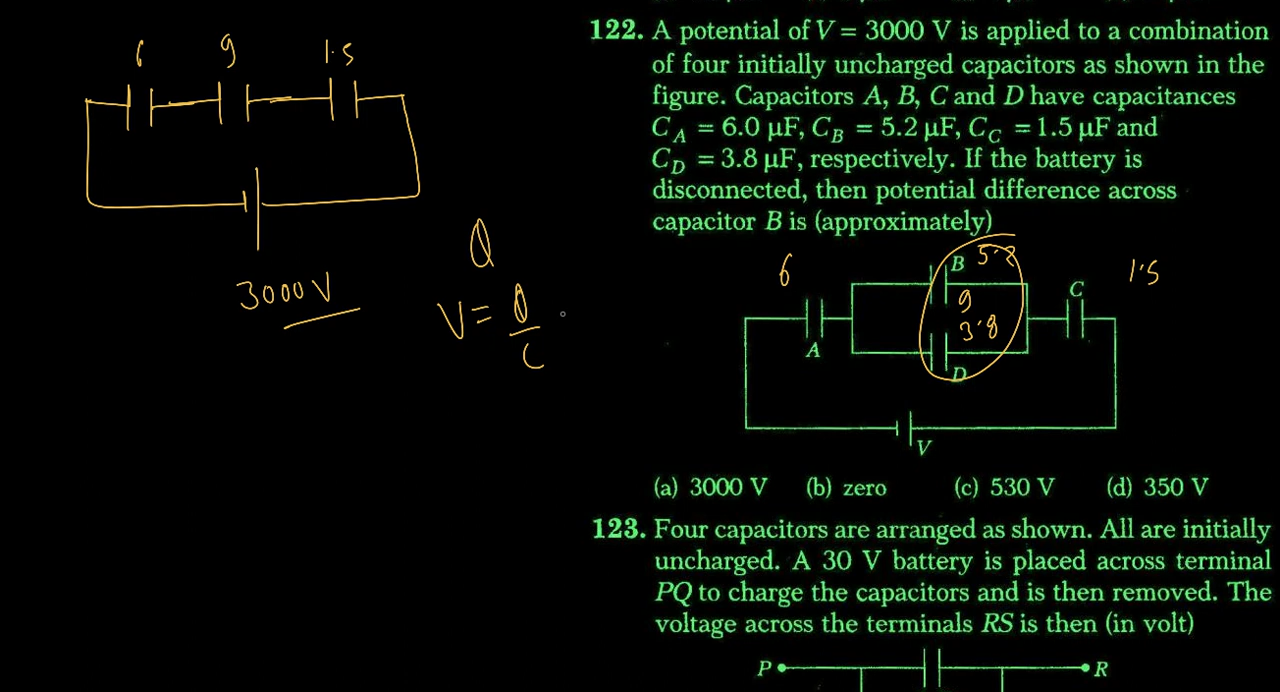 6 9 1.5
3000 V
Q
V = Q/C
122. A potential of V = 3000 V is applied to a combination
of four initially uncharged capacitors as shown in the
figure. Capacitors A, B, C and D have capacitances
C_A = 6.0 μF, C_B = 5.2 μF, C_C = 1.5 μF and
C_D = 3.8 μF, respectively. If the battery is
disconnected, then potential difference across
capacitor B is (approximately)
6 B 5.2 1.5
9 C
3.8
A D
V
(a) 3000 V (b) zero (c) 530 V (d) 350 V
123. Four capacitors are arranged as shown. All are initially
uncharged. A 30 V battery is placed across terminal
PQ to charge the capacitors and is then removed. The
voltage across the terminals RS is then (in volt)
P R